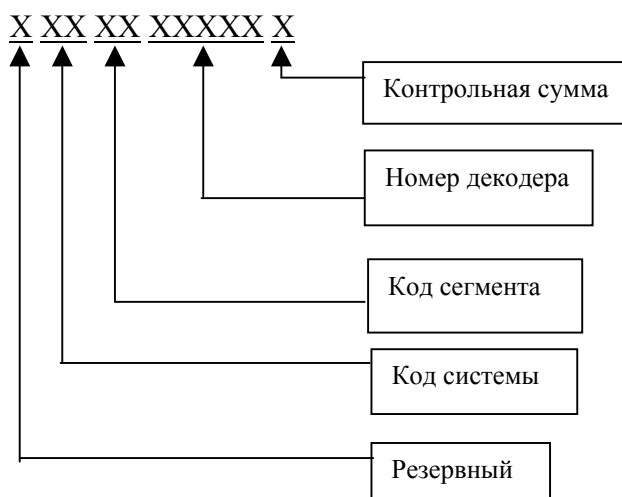 X XX XX XXXXX X
Контрольная сумма
Номер декодера
Код сегмента
Код системы
Резервный